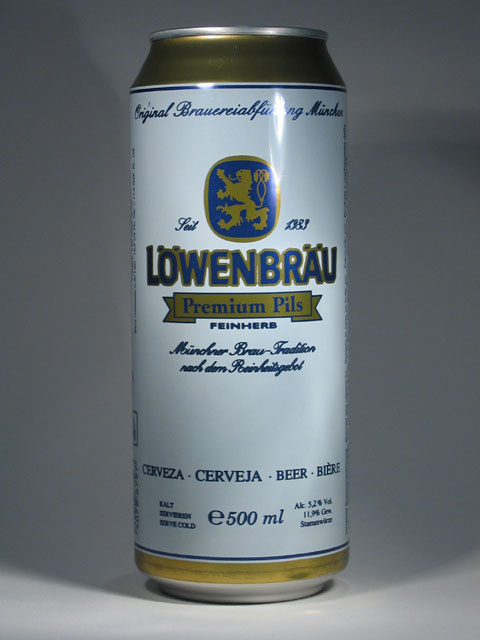 Original Brauereiabfüllung München
Seit 1383
LÖWENBRÄU
Premium Pils
FEINHERB
Münchner Brau-Tradition
nach dem Reinheitsgebot
CERVEZA · CERVEJA · BEER · BIÈRE
KALT
SERVIEREN
SERVE COLD
℮ 500 ml
Alc. 5,2% Vol.
11,9% Gew.
Stammwürze